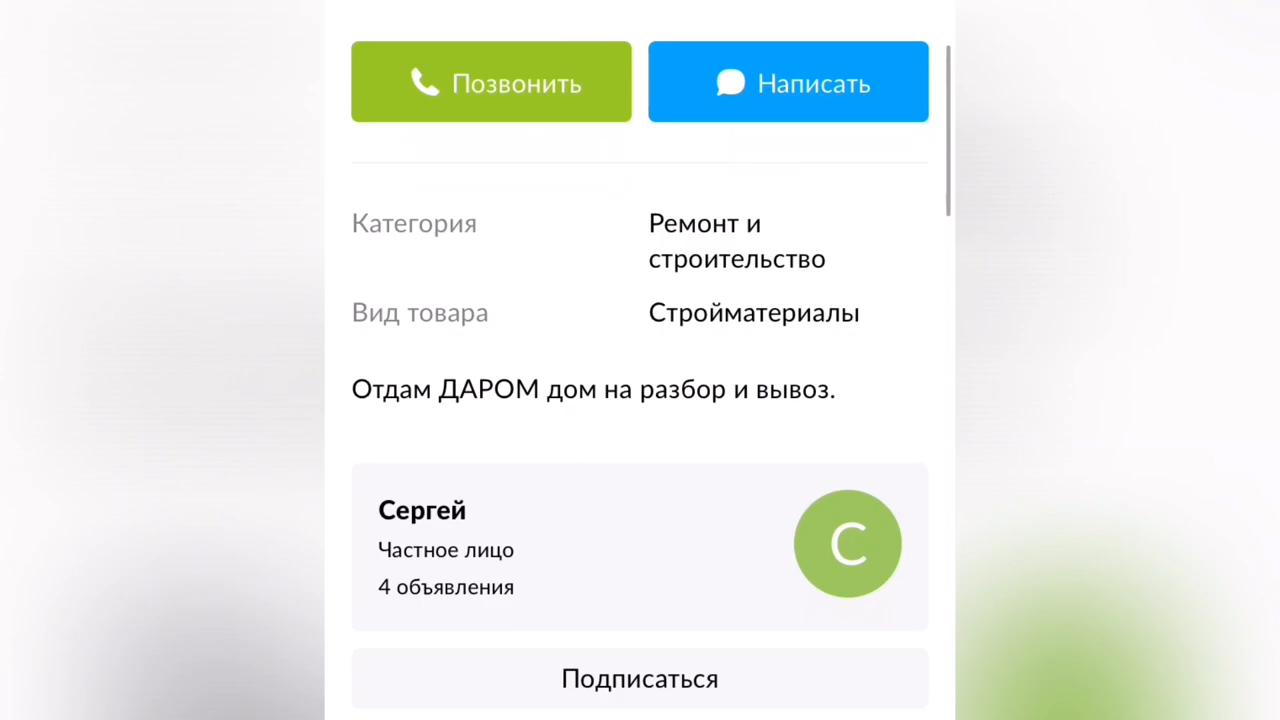 Позвонить
Написать
Категория
Ремонт и
строительство
Вид товара
Стройматериалы
Отдам ДАРОМ дом на разбор и вывоз.
Сергей
Частное лицо
4 объявления
С
Подписаться